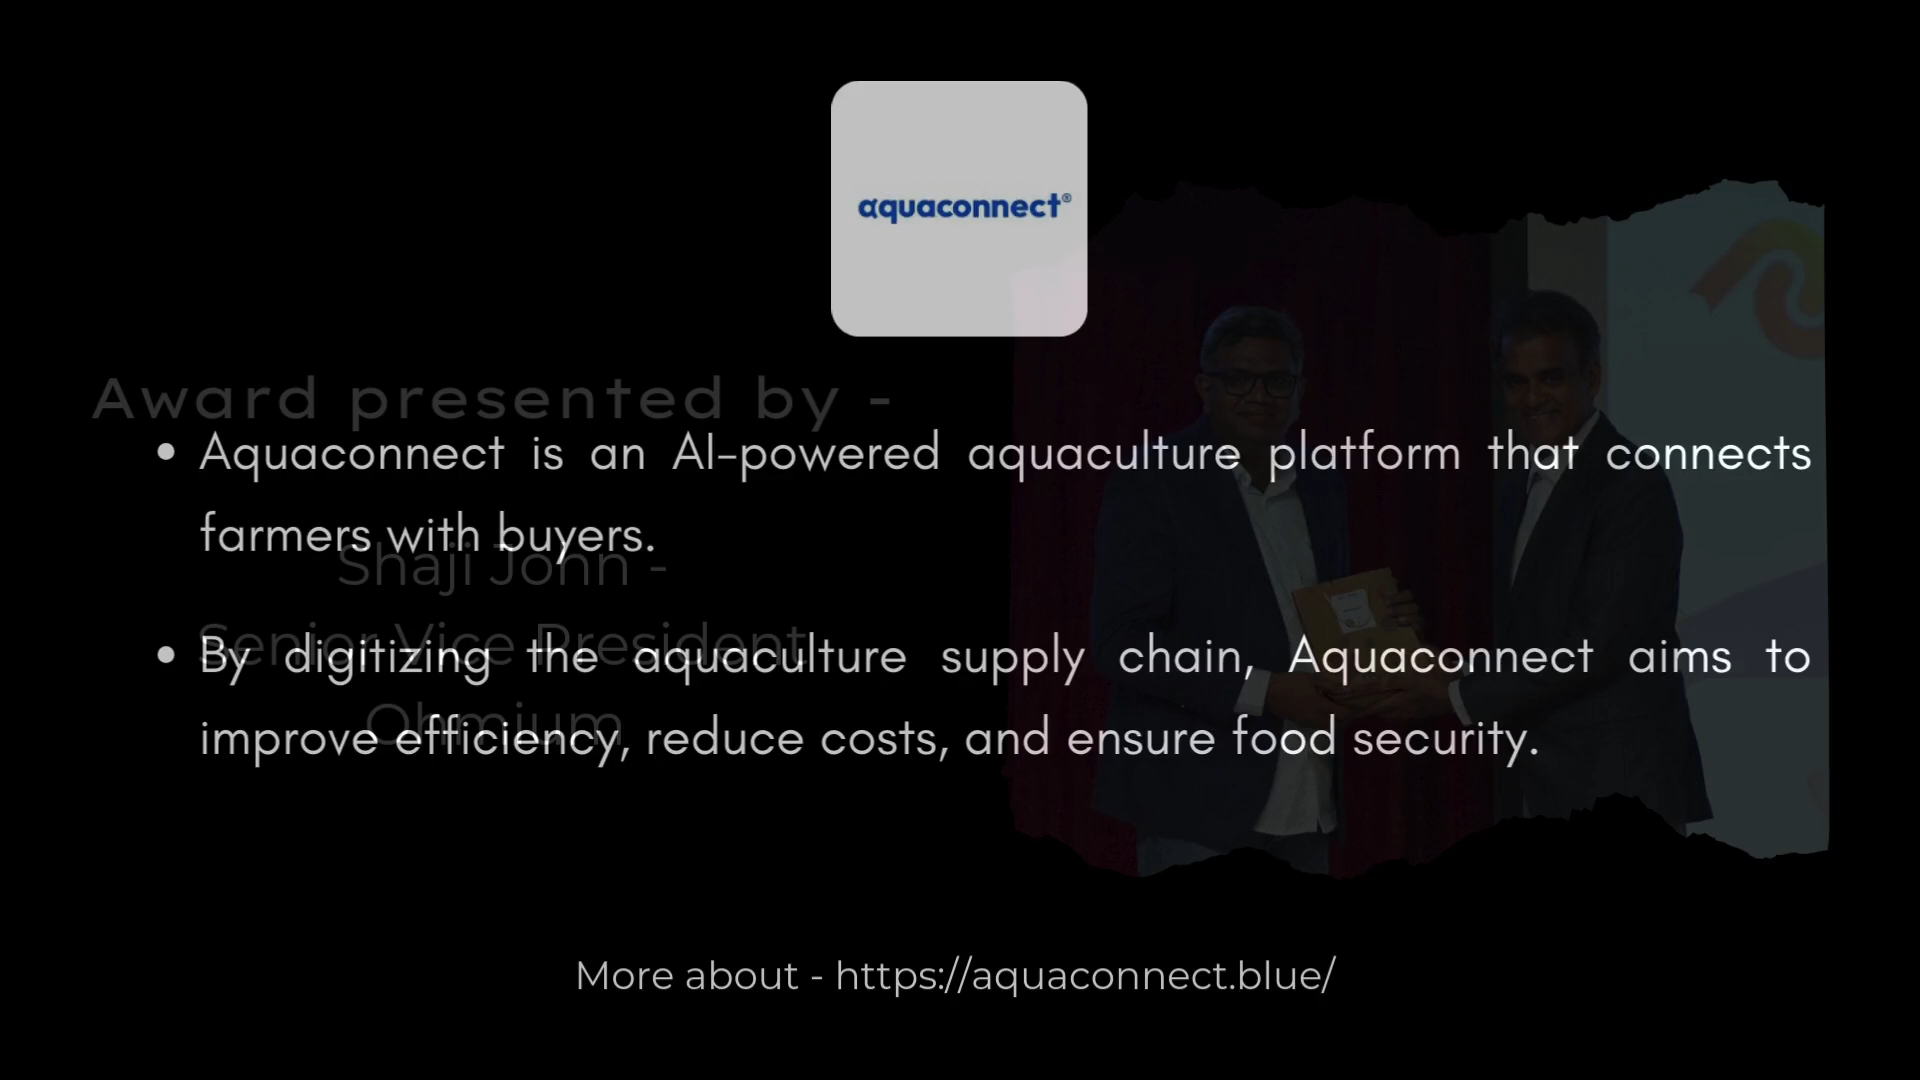 aquaconnect®
Award presented by -
• Aquaconnect is an AI-powered aquaculture platform that connects
farmers with buyers.
Shaji John -
Senior Vice President
Ohmium
• By digitizing the aquaculture supply chain, Aquaconnect aims to
improve efficiency, reduce costs, and ensure food security.
More about - https://aquaconnect.blue/